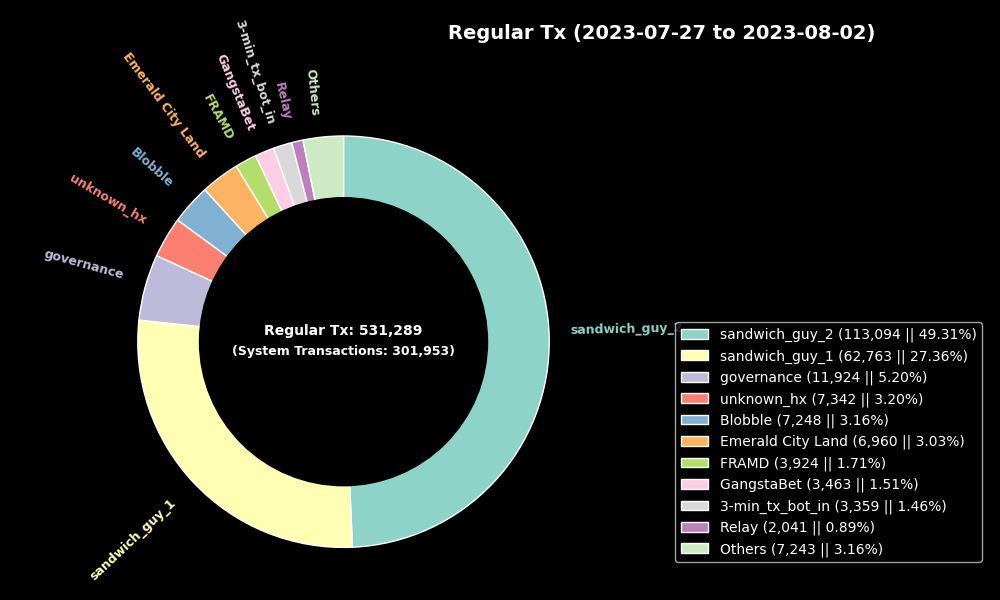 Regular Tx (2023-07-27 to 2023-08-02)
3-min_tx_bot_in
GangstaBet
Relay
Others
Emerald City Land
FRAMD
Blobble
unknown_hx
governance
Regular Tx: 531,289
(System Transactions: 301,953)
sandwich_guy_2
sandwich_guy_1
sandwich_guy_2 (113,094 || 49.31%)
sandwich_guy_1 (62,763 || 27.36%)
governance (11,924 || 5.20%)
unknown_hx (7,342 || 3.20%)
Blobble (7,248 || 3.16%)
Emerald City Land (6,960 || 3.03%)
FRAMD (3,924 || 1.71%)
GangstaBet (3,463 || 1.51%)
3-min_tx_bot_in (3,359 || 1.46%)
Relay (2,041 || 0.89%)
Others (7,243 || 3.16%)